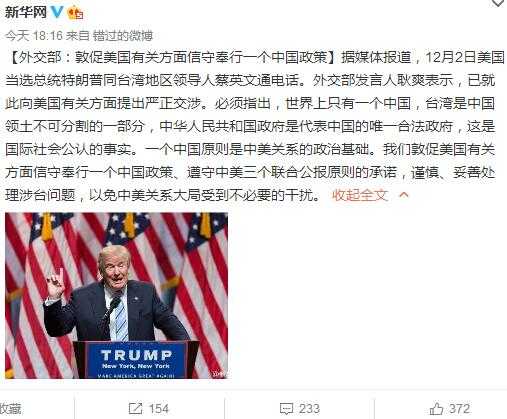 新华网
今天 18:16 来自 错过的微博
【外交部：敦促美国有关方面信守奉行一个中国政策】据媒体报道，12月2日美国
当选总统特朗普同台湾地区领导人蔡英文通电话。外交部发言人耿爽表示，已就
此向美国有关方面提出严正交涉。必须指出，世界上只有一个中国，台湾是中国
领土不可分割的一部分，中华人民共和国政府是代表中国的唯一合法政府，这是
国际社会公认的事实。一个中国原则是中美关系的政治基础。我们敦促美国有关
方面信守奉行一个中国政策、遵守中美三个联合公报原则的承诺，谨慎、妥善处
理涉台问题，以免中美关系大局受到不必要的干扰。 收起全文
TRUMP
New York, New York
MAKE AMERICA GREAT AGAIN!
收藏
154
233
372